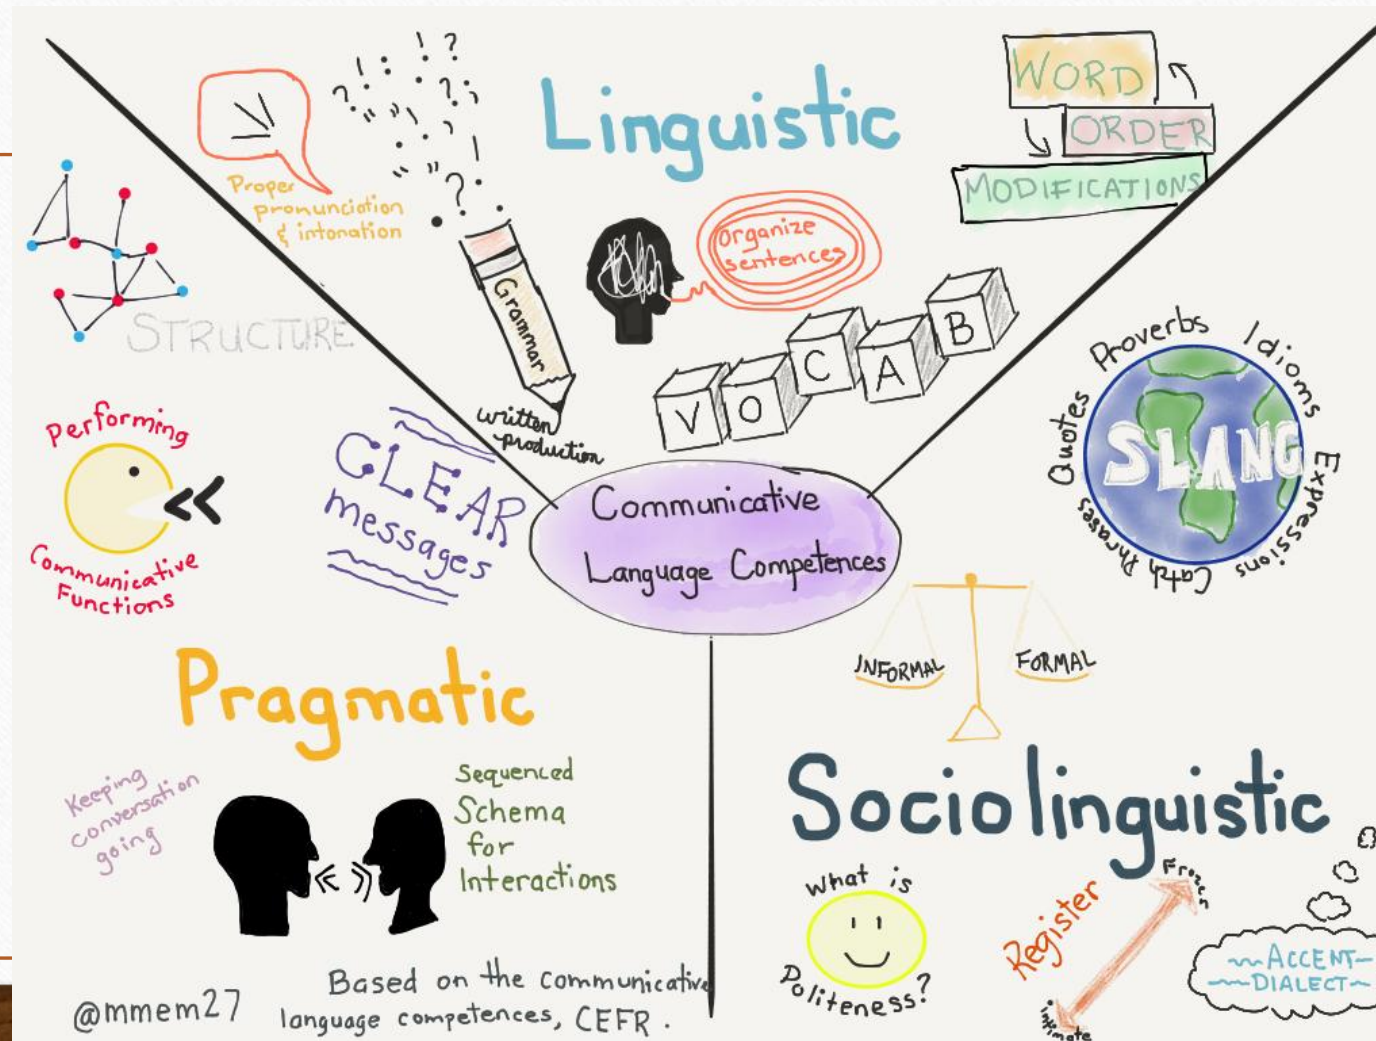 Linguistic
Proper
pronunciation
& intonation
Grammar
written
production
organize
sentences
VOCAB
WORD
ORDER
MODIFICATIONS
Communicative
Language Competences
STRUCTURE
Performing
Communicative
Functions
CLEAR
messages
Pragmatic
Keeping
conversation
going
Sequenced
Schema
for
Interactions
@mmem27
Based on the communicative
language competences, CEFR.
Quotes Proverbs Idioms Expressions Catch Phrases
SLANG
INFORMAL
FORMAL
Sociolinguistic
What is
Politeness?
Register
Frozen
intimate
ACCENT
DIALECT